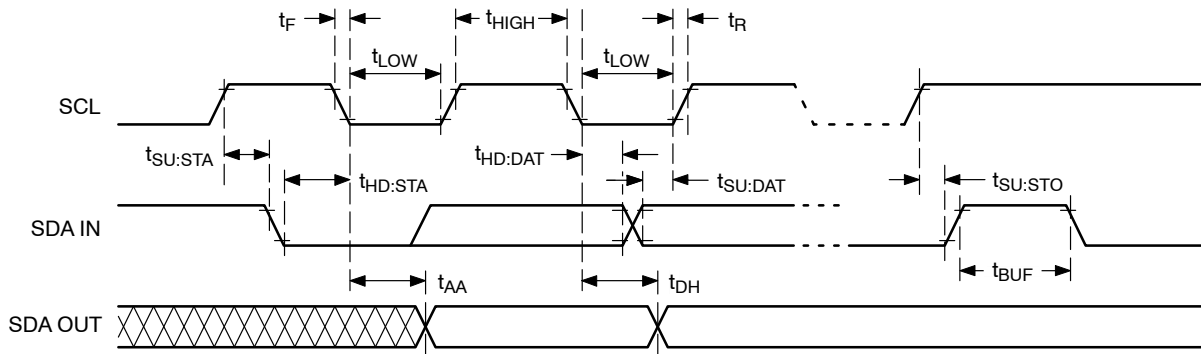 tF
tHIGH
tR
tLOW
tLOW
SCL
tSU:STA
tHD:STA
tHD:DAT
tSU:DAT
tSU:STO
SDA IN
tAA
tDH
tBUF
SDA OUT